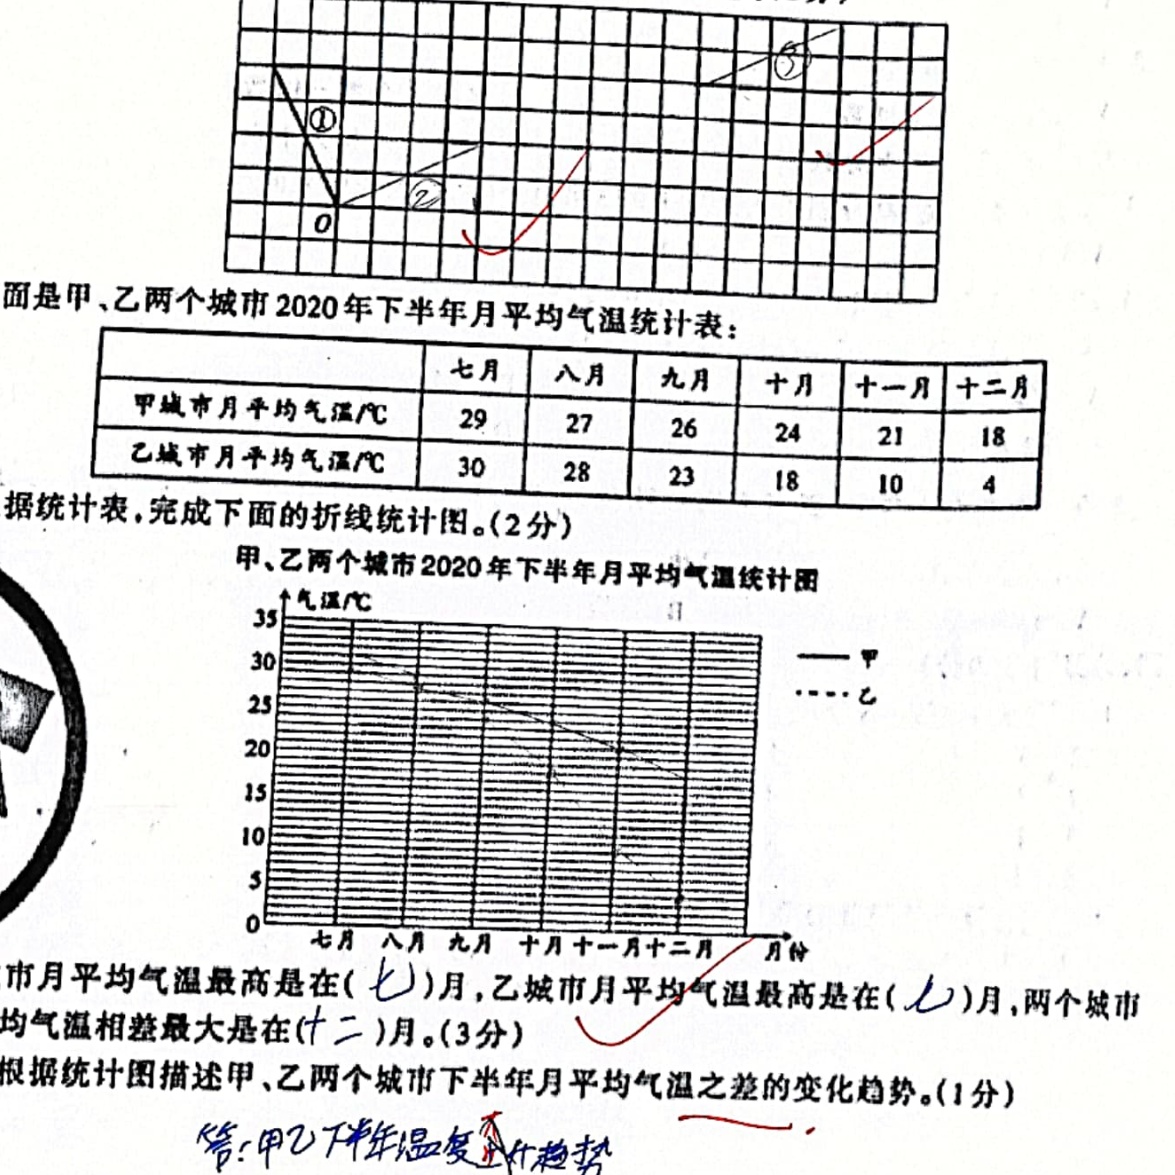 ①
②
③
O
面是甲、乙两个城市2020年下半年月平均气温统计表：
七月 八月 九月 十月 十一月 十二月
甲城市月平均气温/℃ 29 27 26 24 21 18
乙城市月平均气温/℃ 30 28 23 18 10 4
据统计表,完成下面的折线统计图。(2分)
甲、乙两个城市2020年下半年月平均气温统计图
气温/℃
35
30
25
20
15
10
5
0
甲
乙
七月 八月 九月 十月 十一月 十二月 月份
市月平均气温最高是在( 七 )月,乙城市月平均气温最高是在( 七 )月,两个城市
均气温相差最大是在(十二 )月。(3分)
根据统计图描述甲、乙两个城市下半年月平均气温之差的变化趋势。(1分)
答:甲乙下半年温度 趋势